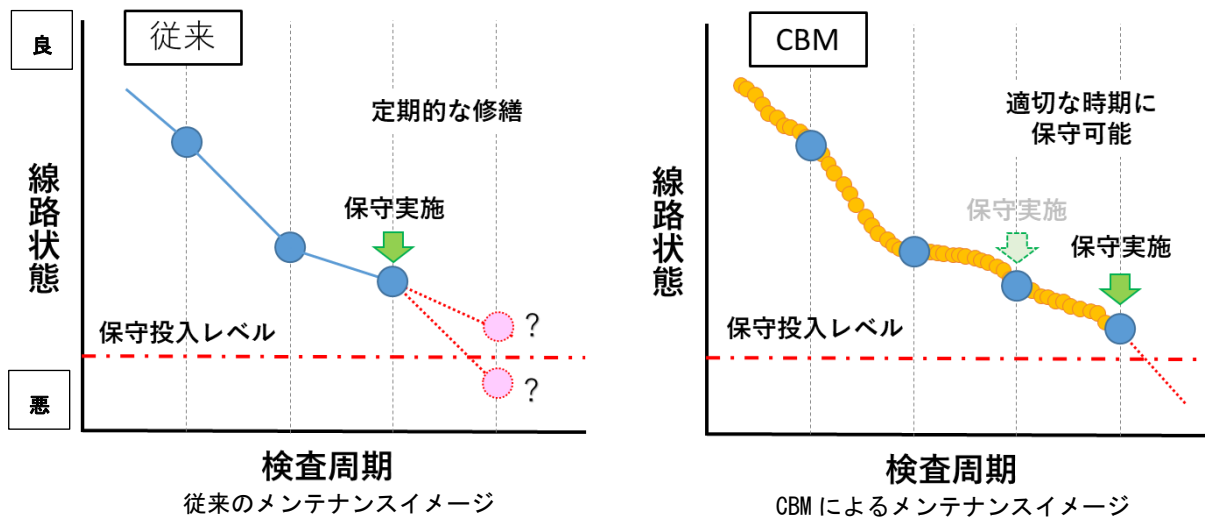 良
従来
定期的な修繕
保守実施
線路状態
保守投入レベル
?
?
悪
検査周期
従来のメンテナンスイメージ
CBM
適切な時期に
保守可能
保守実施
保守実施
線路状態
保守投入レベル
検査周期
CBMによるメンテナンスイメージ